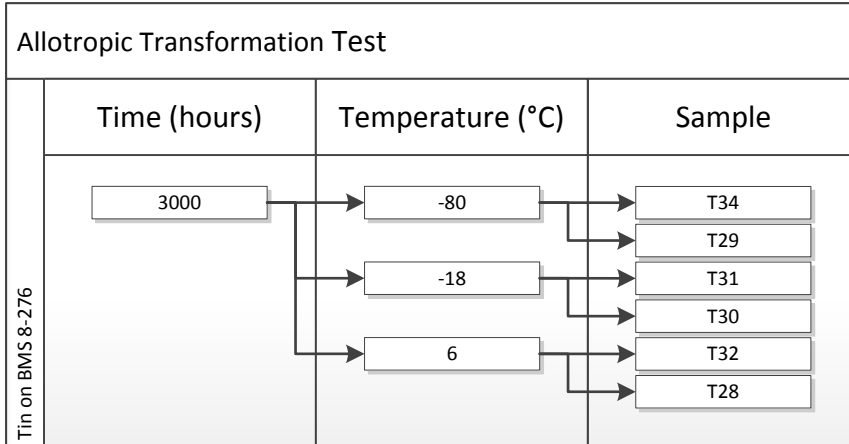 Allotropic Transformation Test
Time (hours)
Temperature (°C)
Sample
Tin on BMS 8-276
3000
-80
T34
T29
-18
T31
T30
6
T32
T28